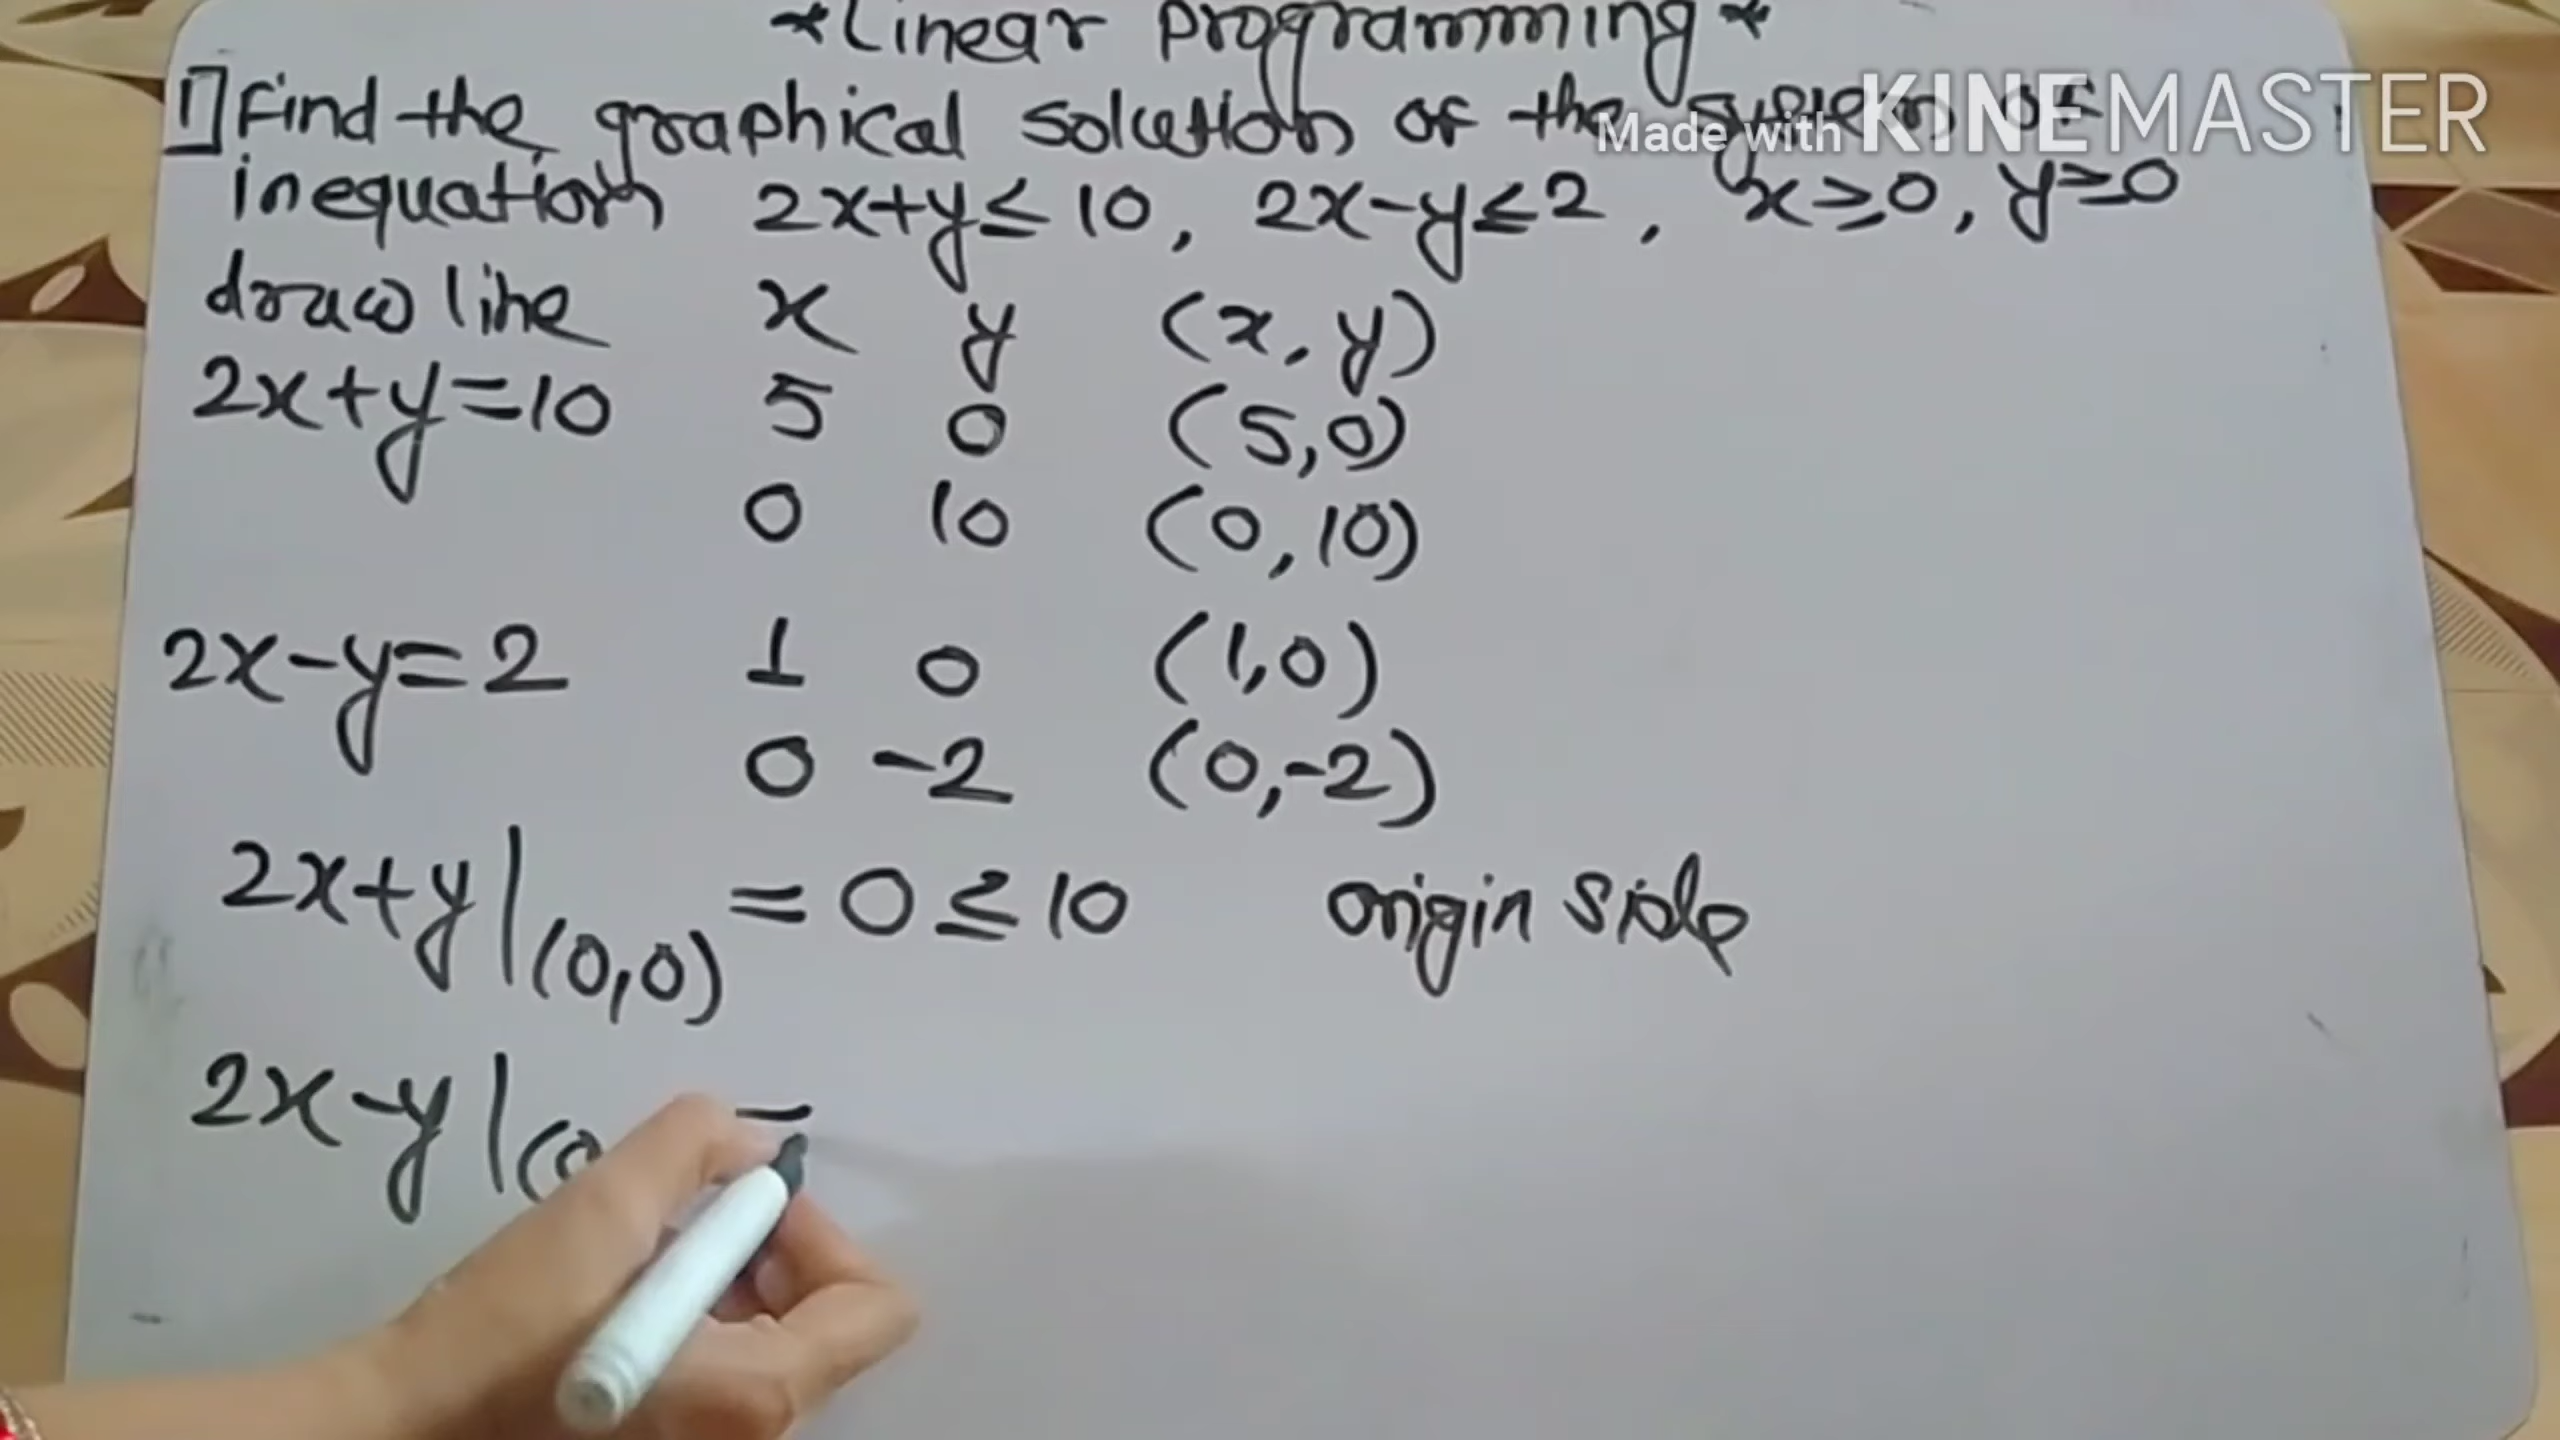 *Linear Programming*
1] Find the graphical solution of the system of
Made with KINEMASTER
inequation 2x+y≤10, 2x-y≤2, x≥0, y≥0
draw line x y (x, y)
2x+y=10 5 0 (5,0)
0 10 (0,10)
2x-y=2 1 0 (1,0)
0 -2 (0,-2)
2x+y|(0,0) = 0 ≤ 10 origin side
2x-y|(0 =